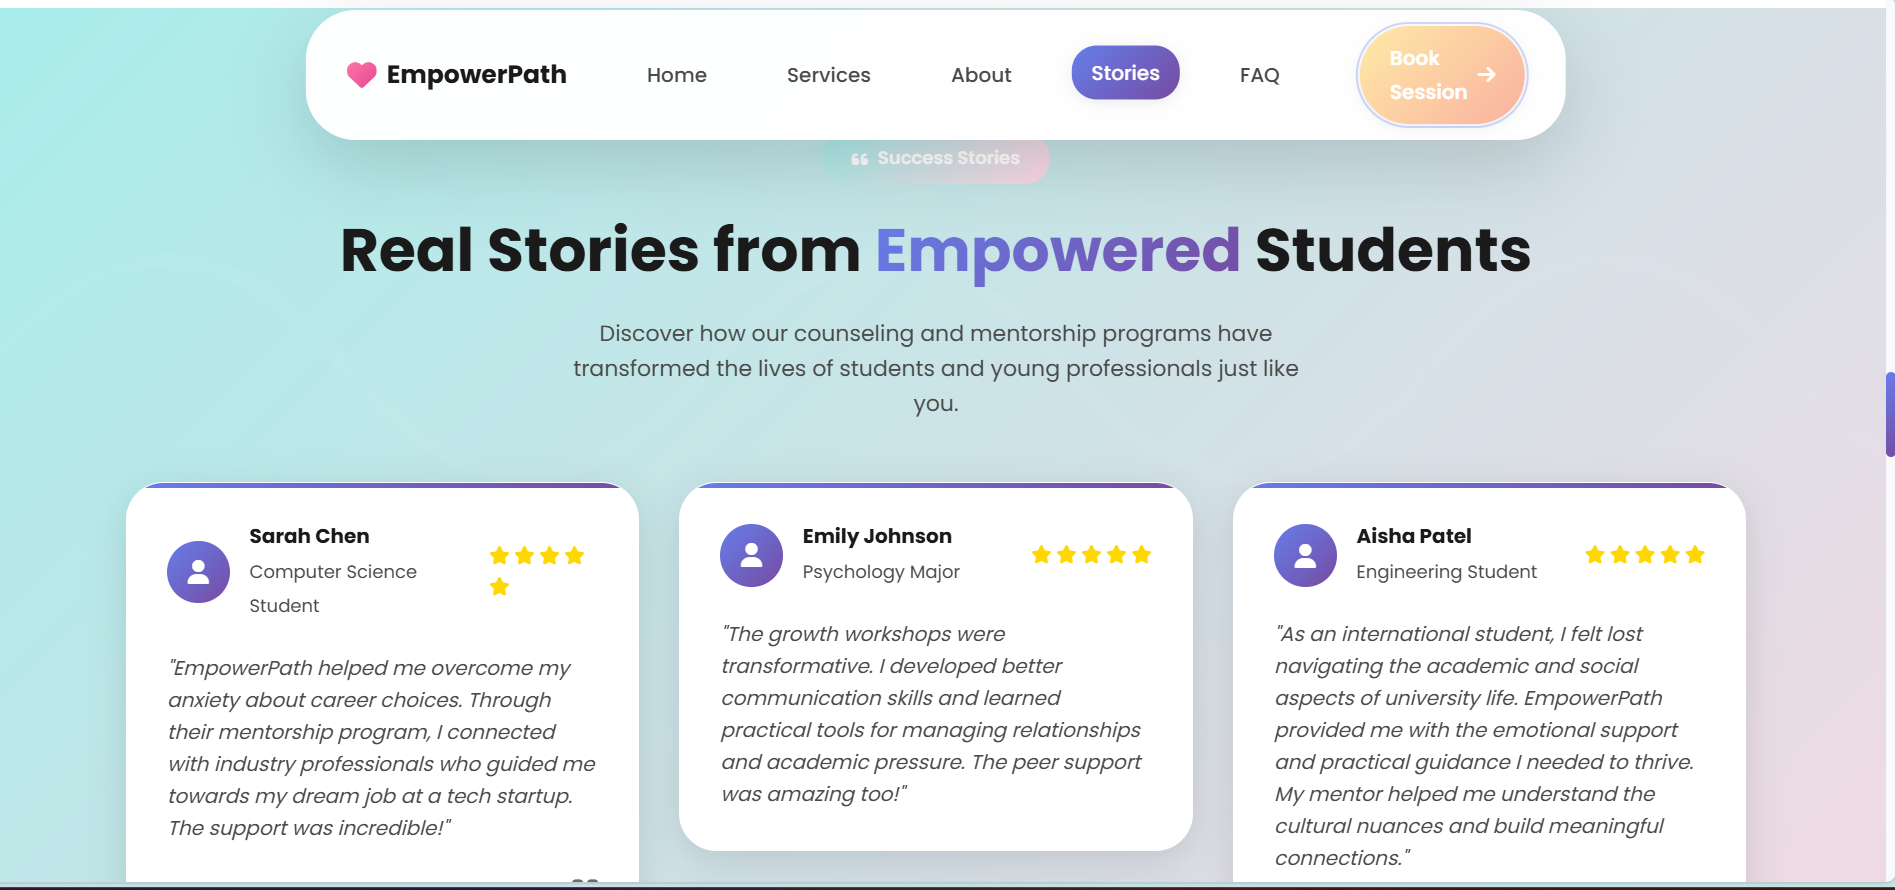 EmpowerPath
Home
Services
About
Stories
FAQ
Book
Session
Success Stories
Real Stories from Empowered Students
Discover how our counseling and mentorship programs have
transformed the lives of students and young professionals just like
you.
Sarah Chen
Computer Science
Student
"EmpowerPath helped me overcome my
anxiety about career choices. Through
their mentorship program, I connected
with industry professionals who guided me
towards my dream job at a tech startup.
The support was incredible!"
Emily Johnson
Psychology Major
"The growth workshops were
transformative. I developed better
communication skills and learned
practical tools for managing relationships
and academic pressure. The peer support
was amazing too!"
Aisha Patel
Engineering Student
"As an international student, I felt lost
navigating the academic and social
aspects of university life. EmpowerPath
provided me with the emotional support
and practical guidance I needed to thrive.
My mentor helped me understand the
cultural nuances and build meaningful
connections."